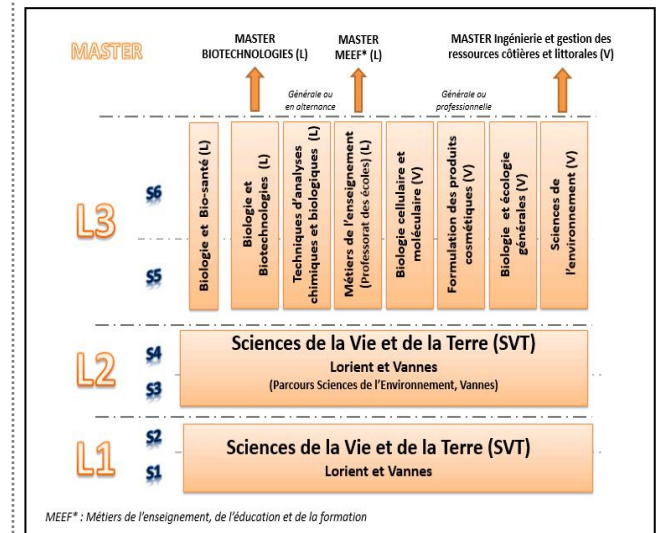 MASTER
MASTER
BIOTECHNOLOGIES (L)
MASTER
MEEF* (L)
MASTER Ingénierie et gestion des
ressources côtières et littorales (V)
Générale ou
en alternance
Générale ou
professionnelle
L3
S6
S5
Biologie et Bio-santé (L)
Biologie et
Biotechnologies (L)
Techniques d'analyses
chimiques et biologiques (L)
Métiers de l'enseignement
(Professorat des écoles) (L)
Biologie cellulaire et
moléculaire (V)
Formulation des produits
cosmétiques (V)
Biologie et écologie
générales (V)
Sciences de
l'environnement (V)
L2
S4
S3
Sciences de la Vie et de la Terre (SVT)
Lorient et Vannes
(Parcours Sciences de l'Environnement, Vannes)
L1
S2
S1
Sciences de la Vie et de la Terre (SVT)
Lorient et Vannes
MEEF* : Métiers de l'enseignement, de l'éducation et de la formation